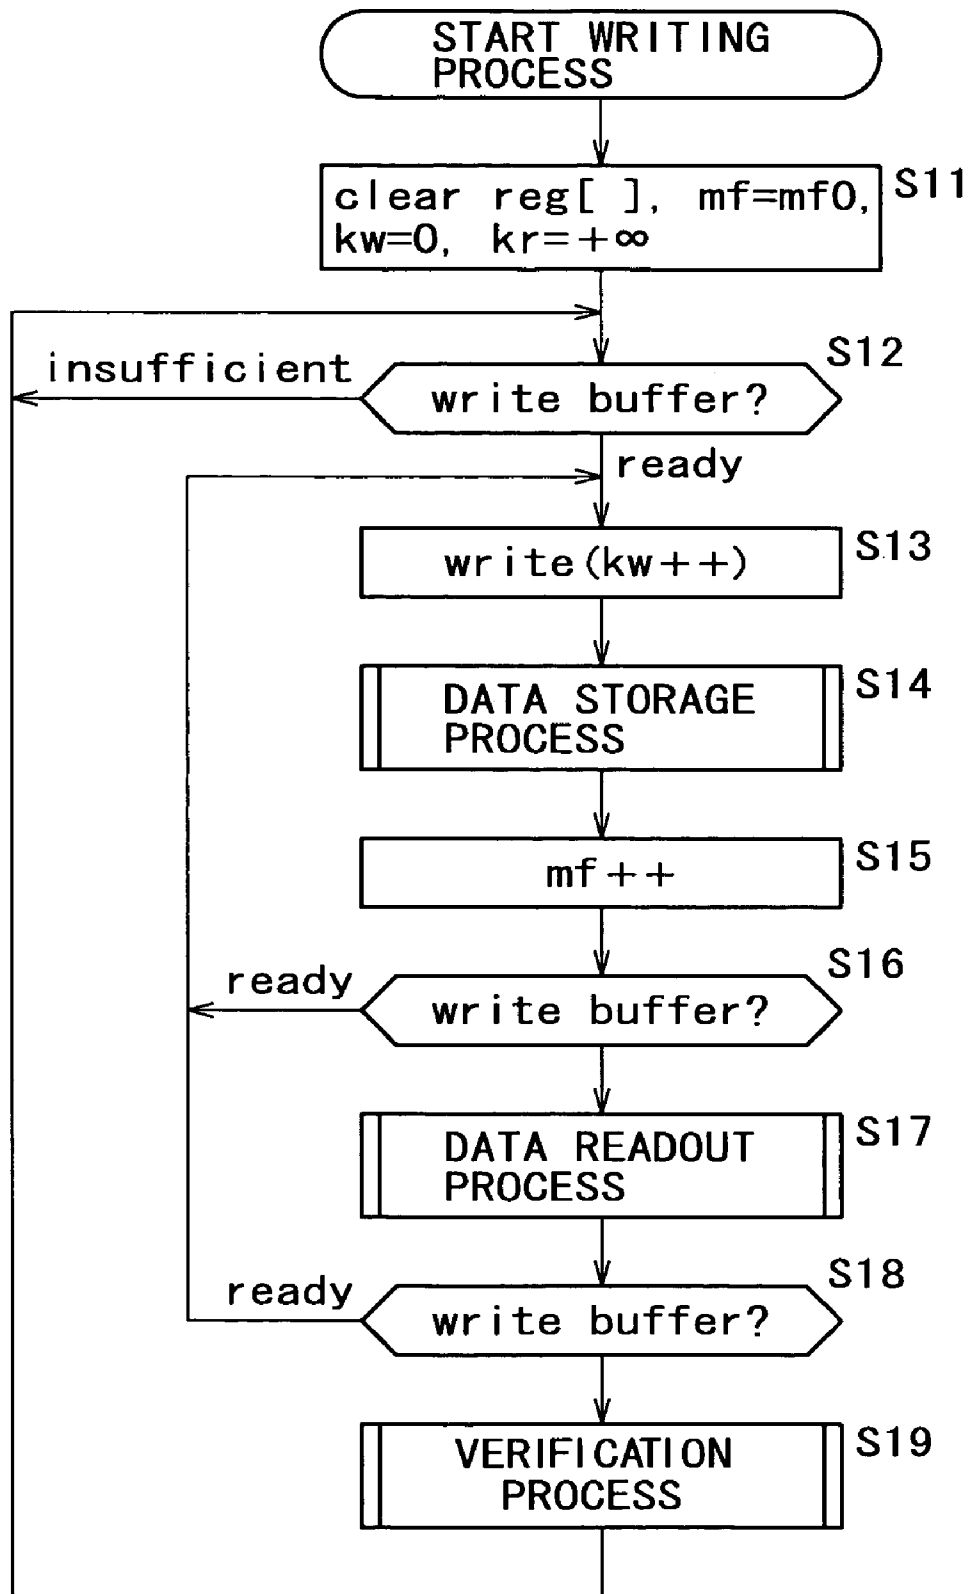 START WRITING
PROCESS
S11
clear reg[ ], mf=mf0,
kw=0, kr=+∞
S12
insufficient
write buffer?
ready
S13
write(kw++)
S14
DATA STORAGE
PROCESS
S15
mf++
S16
ready
write buffer?
S17
DATA READOUT
PROCESS
S18
ready
write buffer?
S19
VERIFICATION
PROCESS